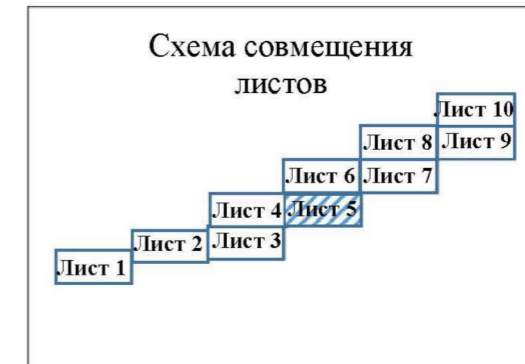 Схема совмещения
листов
Лист 10
Лист 8 Лист 9
Лист 6 Лист 7
Лист 4 Лист 5
Лист 2 Лист 3
Лист 1